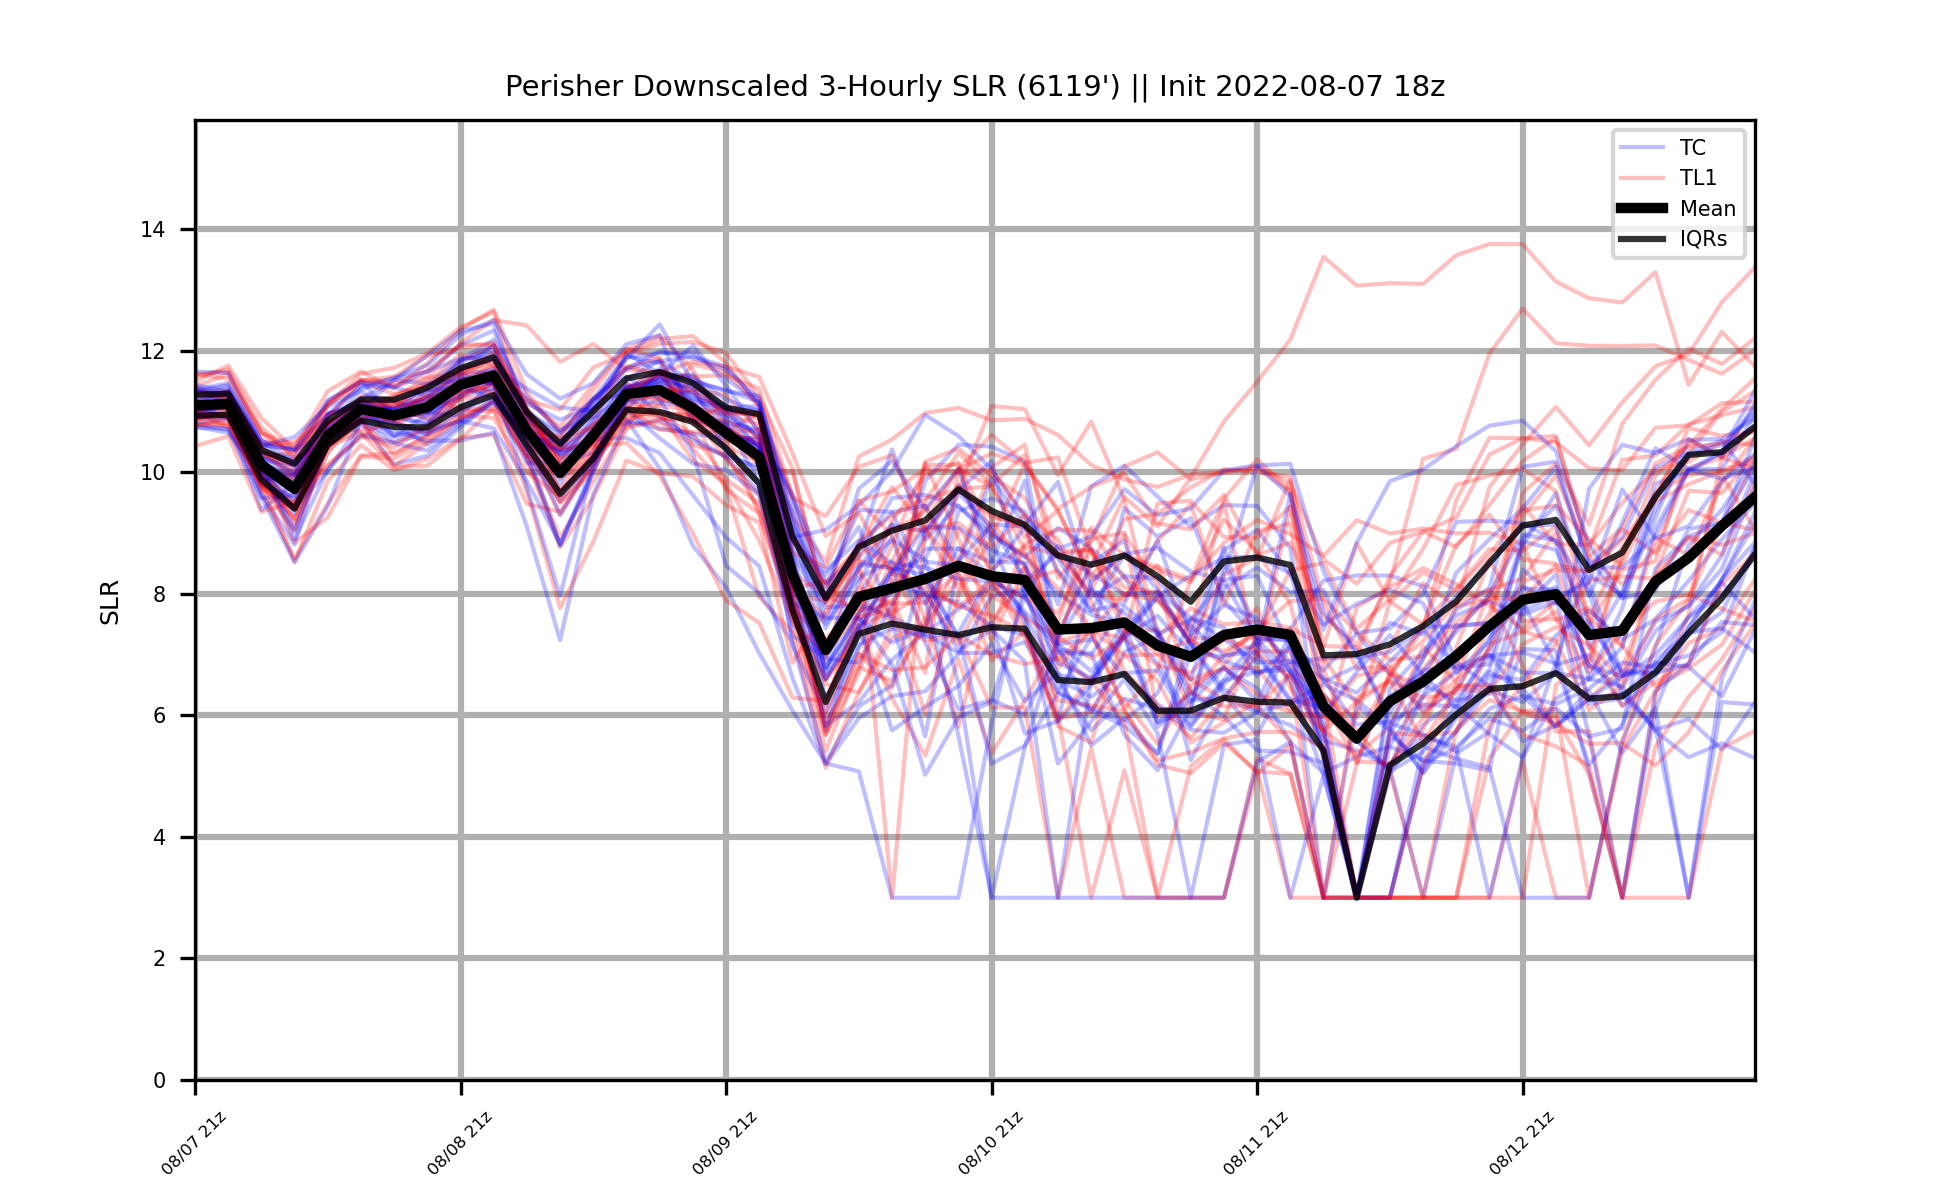 Perisher Downscaled 3-Hourly SLR (6119') || Init 2022-08-07 18z
TC
TL1
Mean
IQRs
SLR
14
12
10
8
6
4
2
0
08/07 21z
08/08 21z
08/09 21z
08/10 21z
08/11 21z
08/12 21z